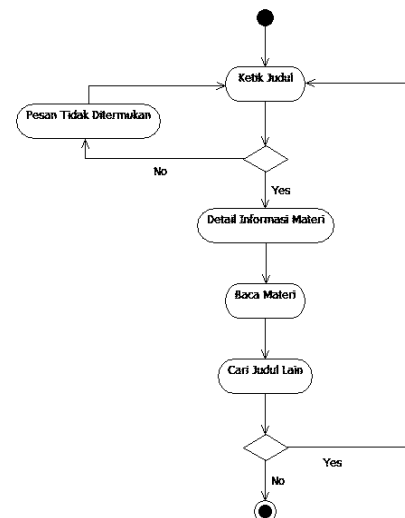 Ketik Judul
Pesan Tidak Ditermukan
No
Yes
Detail Informasi Materi
Baca Materi
Cari Judul Lain
Yes
No